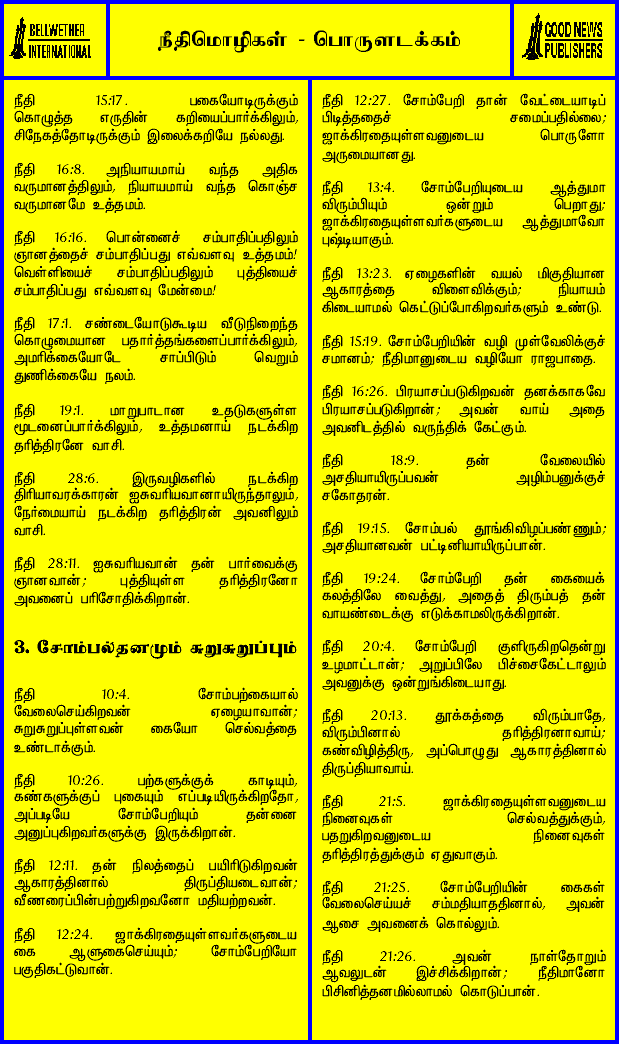 BELLWETHER
INTERNATIONAL
நீதிமொழிகள் - பொருளடக்கம்
GOOD NEWS
PUBLISHERS
நீதி 15:17. பகையோடிருக்கும்
கொழுத்த எருதின் கறியைப்பார்க்கிலும்,
சிநேகத்தோடிருக்கும் இலைக்கறியே நல்லது.
நீதி 16:8. அநியாயமாய் வந்த அதிக
வருமானத்திலும், நியாயமாய் வந்த கொஞ்ச
வருமானமே உத்தமம்.
நீதி 16:16. பொன்னைச் சம்பாதிப்பதிலும்
ஞானத்தைச் சம்பாதிப்பது எவ்வளவு உத்தமம்!
வெள்ளியைச் சம்பாதிப்பதிலும் புத்தியைச்
சம்பாதிப்பது எவ்வளவு மேன்மை!
நீதி 17:1. சண்டையோடுகூடிய வீடுநிறைந்த
கொழுமையான பதார்த்தங்களைப்பார்க்கிலும்,
அமரிக்கையோடே சாப்பிடும் வெறும்
துணிக்கையே நலம்.
நீதி 19:1. மாறுபாடான உதடுகளுள்ள
மூடனைப்பார்க்கிலும், உத்தமனாய் நடக்கிற
தரித்திரனே வாசி.
நீதி 28:6. இருவழிகளில் நடக்கிற
திரியாவரக்காரன் ஐசுவரியவானாயிருந்தாலும்,
நேர்மையாய் நடக்கிற தரித்திரன் அவனிலும்
வாசி.
நீதி 28:11. ஐசுவரியவான் தன் பார்வைக்கு
ஞானவான்; புத்தியுள்ள தரித்திரனோ
அவனைப் பரிசோதிக்கிறான்.
3. சோம்பல்தனமும் சுறுசுறுப்பும்
நீதி 10:4. சோம்பற்கையால்
வேலைசெய்கிறவன் ஏழையாவான்;
சுறுசுறுப்புள்ளவன் கையோ செல்வத்தை
உண்டாக்கும்.
நீதி 10:26. பற்களுக்குக் காடியும்,
கண்களுக்குப் புகையும் எப்படியிருக்கிறதோ,
அப்படியே சோம்பேறியும் தன்னை
அனுப்புகிறவர்களுக்கு இருக்கிறான்.
நீதி 12:11. தன் நிலத்தைப் பயிரிடுகிறவன்
ஆகாரத்தினால் திருப்தியடைவான்;
வீணரைப்பின்பற்றுகிறவனோ மதியற்றவன்.
நீதி 12:24. ஜாக்கிரதையுள்ளவர்களுடைய
கை ஆளுகைசெய்யும்; சோம்பேறியோ
பகுதிகட்டுவான்.
நீதி 12:27. சோம்பேறி தான் வேட்டையாடிப்
பிடித்ததைச் சமைப்பதில்லை;
ஜாக்கிரதையுள்ளவனுடைய பொருளோ
அருமையானது.
நீதி 13:4. சோம்பேறியுடைய ஆத்துமா
விரும்பியும் ஒன்றும் பெறாது;
ஜாக்கிரதையுள்ளவர்களுடைய ஆத்துமாவோ
புஷ்டியாகும்.
நீதி 13:23. ஏழைகளின் வயல் மிகுதியான
ஆகாரத்தை விளைவிக்கும்; நியாயம்
கிடையாமல் கெட்டுப்போகிறவர்களும் உண்டு.
நீதி 15:19. சோம்பேறியின் வழி முள்வேலிக்குச்
சமானம்; நீதிமானுடைய வழியோ ராஜபாதை.
நீதி 16:26. பிரயாசப்படுகிறவன் தனக்காகவே
பிரயாசப்படுகிறான்; அவன் வாய் அதை
அவனிடத்தில் வருந்திக் கேட்கும்.
நீதி 18:9. தன் வேலையில்
அசதியாயிருப்பவன் அழிம்பனுக்குச்
சகோதரன்.
நீதி 19:15. சோம்பல் தூங்கிவிழப்பண்ணும்;
அசதியானவன் பட்டினியாயிருப்பான்.
நீதி 19:24. சோம்பேறி தன் கையைக்
கலத்திலே வைத்து, அதைத் திரும்பத் தன்
வாயண்டைக்கு எடுக்காமலிருக்கிறான்.
நீதி 20:4. சோம்பேறி குளிருகிறதென்று
உழமாட்டான்; அறுப்பிலே பிச்சைகேட்டாலும்
அவனுக்கு ஒன்றுங்கிடையாது.
நீதி 20:13. தூக்கத்தை விரும்பாதே,
விரும்பினால் தரித்திரனாவாய்;
கண்விழித்திரு, அப்பொழுது ஆகாரத்தினால்
திருப்தியாவாய்.
நீதி 21:5. ஜாக்கிரதையுள்ளவனுடைய
நினைவுகள் செல்வத்துக்கும்,
பதறுகிறவனுடைய நினைவுகள்
தரித்திரத்துக்கும் ஏதுவாகும்.
நீதி 21:25. சோம்பேறியின் கைகள்
வேலைசெய்யச் சம்மதியாததினால், அவன்
ஆசை அவனைக் கொல்லும்.
நீதி 21:26. அவன் நாள்தோறும்
ஆவலுடன் இச்சிக்கிறான்; நீதிமானோ
பிசினித்தனமில்லாமல் கொடுப்பான்.